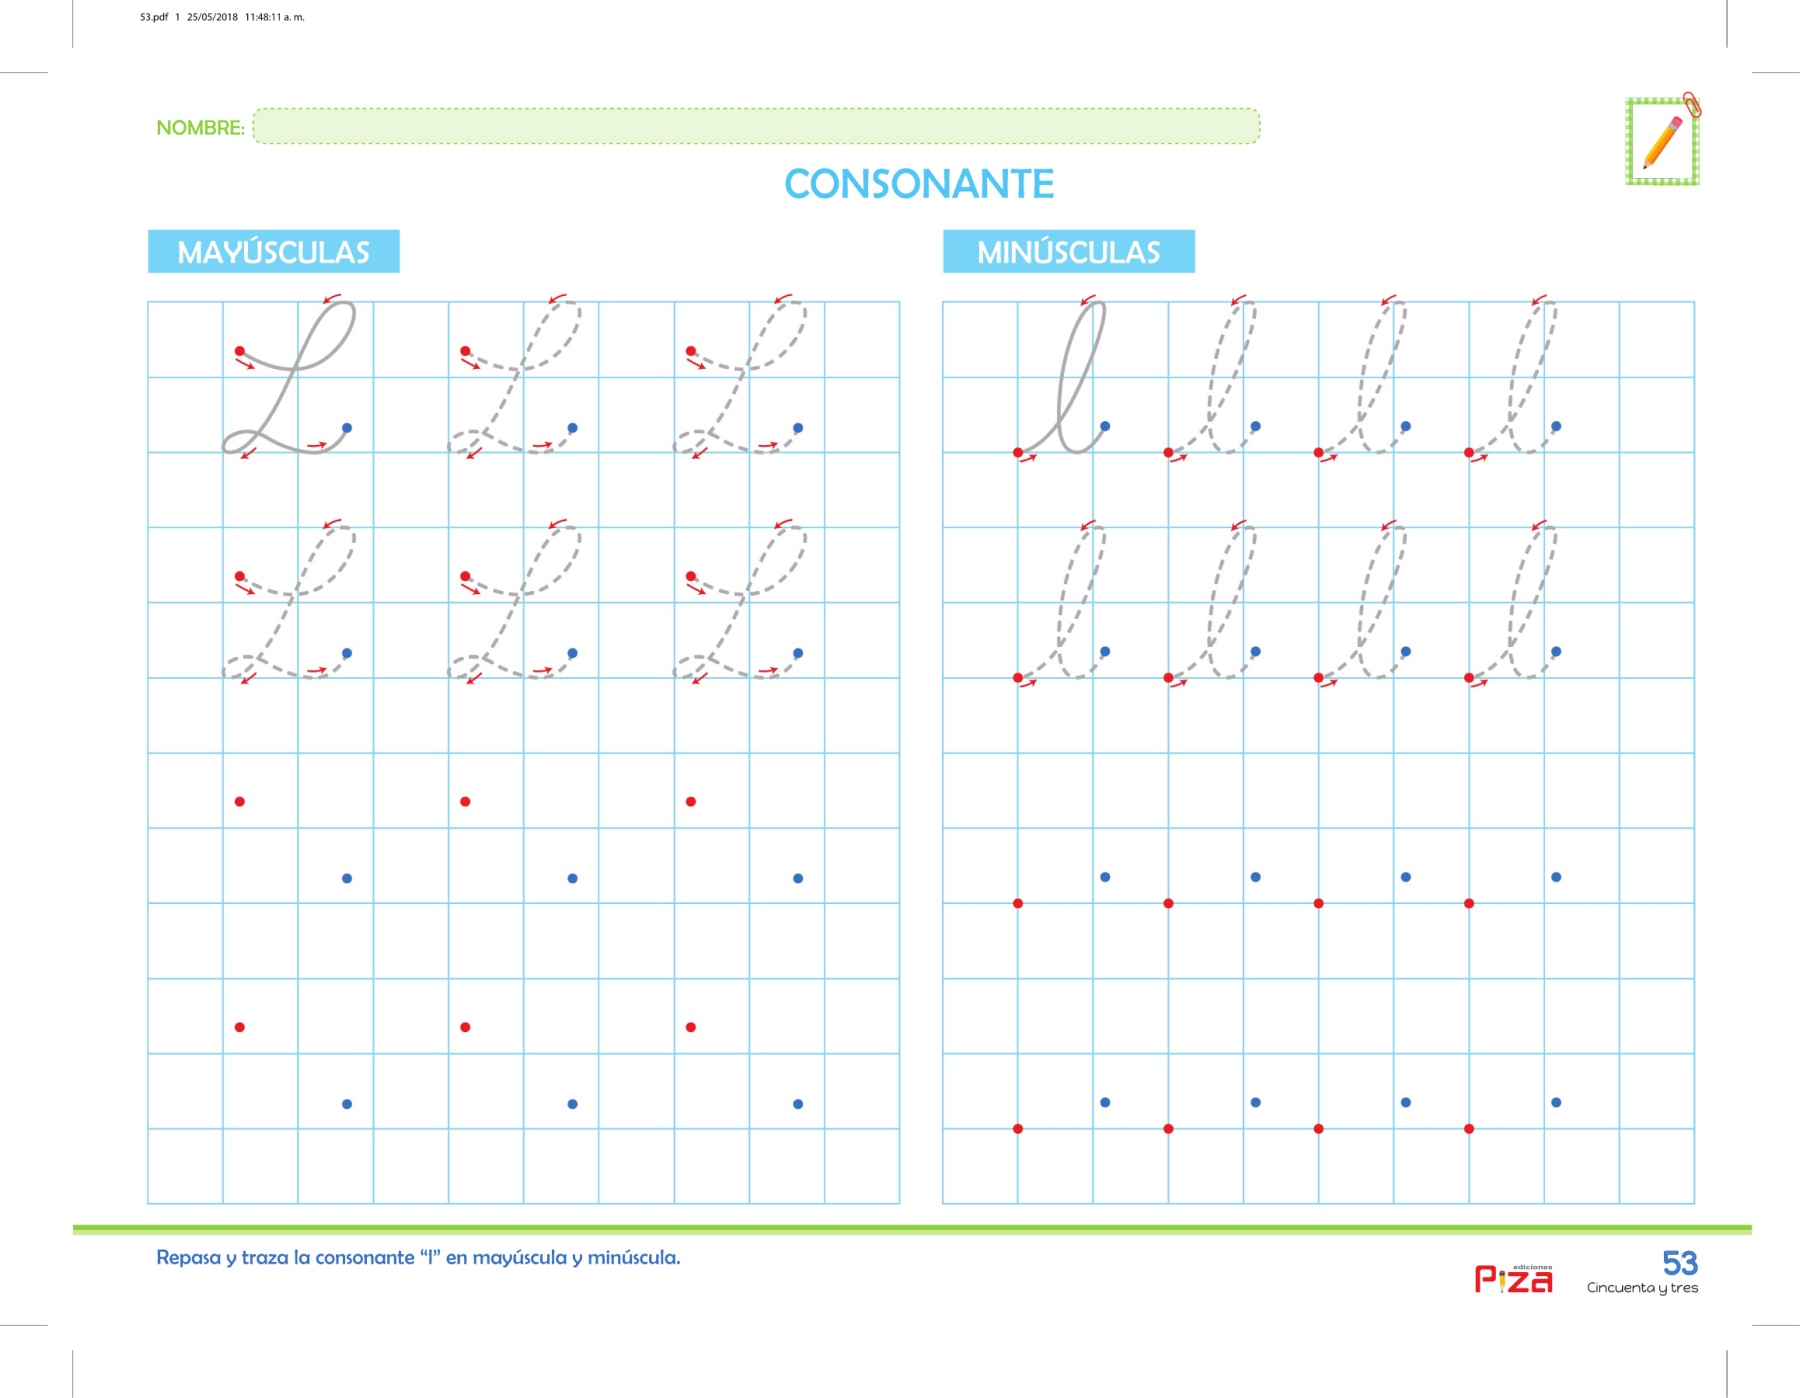 53.pdf 1 25/05/2018 11:48:11 a. m.
NOMBRE:
CONSONANTE
MAYÚSCULAS
MINÚSCULAS
L L L
l l l l
L L L
l l l l
Repasa y traza la consonante “l” en mayúscula y minúscula.
ediciones
Piza
53
Cincuenta y tres